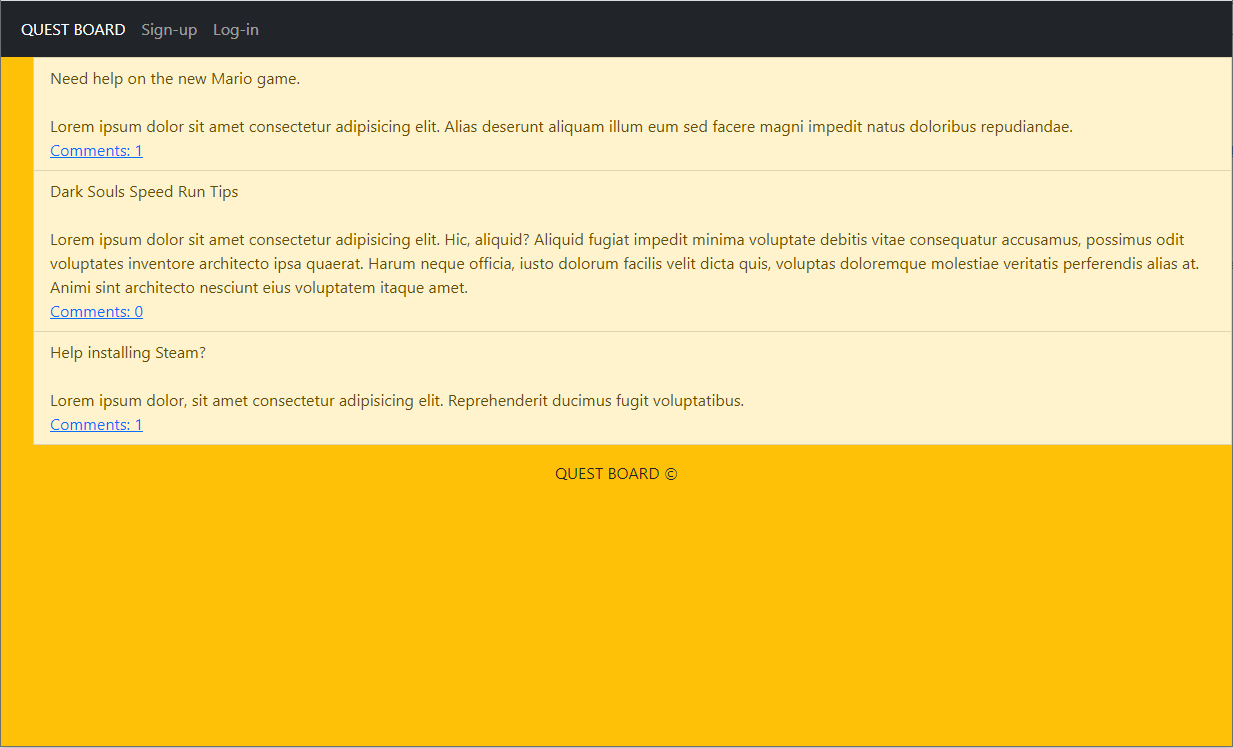 QUEST BOARD Sign-up Log-in
Need help on the new Mario game.
Lorem ipsum dolor sit amet consectetur adipisicing elit. Alias deserunt aliquam illum eum sed facere magni impedit natus doloribus repudiandae.
Comments: 1
Dark Souls Speed Run Tips
Lorem ipsum dolor sit amet consectetur adipisicing elit. Hic, aliquid? Aliquid fugiat impedit minima voluptate debitis vitae consequatur accusamus, possimus odit
voluptates inventore architecto ipsa quaerat. Harum neque officia, iusto dolorum facilis velit dicta quis, voluptas doloremque molestiae veritatis perferendis alias at.
Animi sint architecto nesciunt eius voluptatem itaque amet.
Comments: 0
Help installing Steam?
Lorem ipsum dolor, sit amet consectetur adipisicing elit. Reprehenderit ducimus fugit voluptatibus.
Comments: 1
QUEST BOARD ©